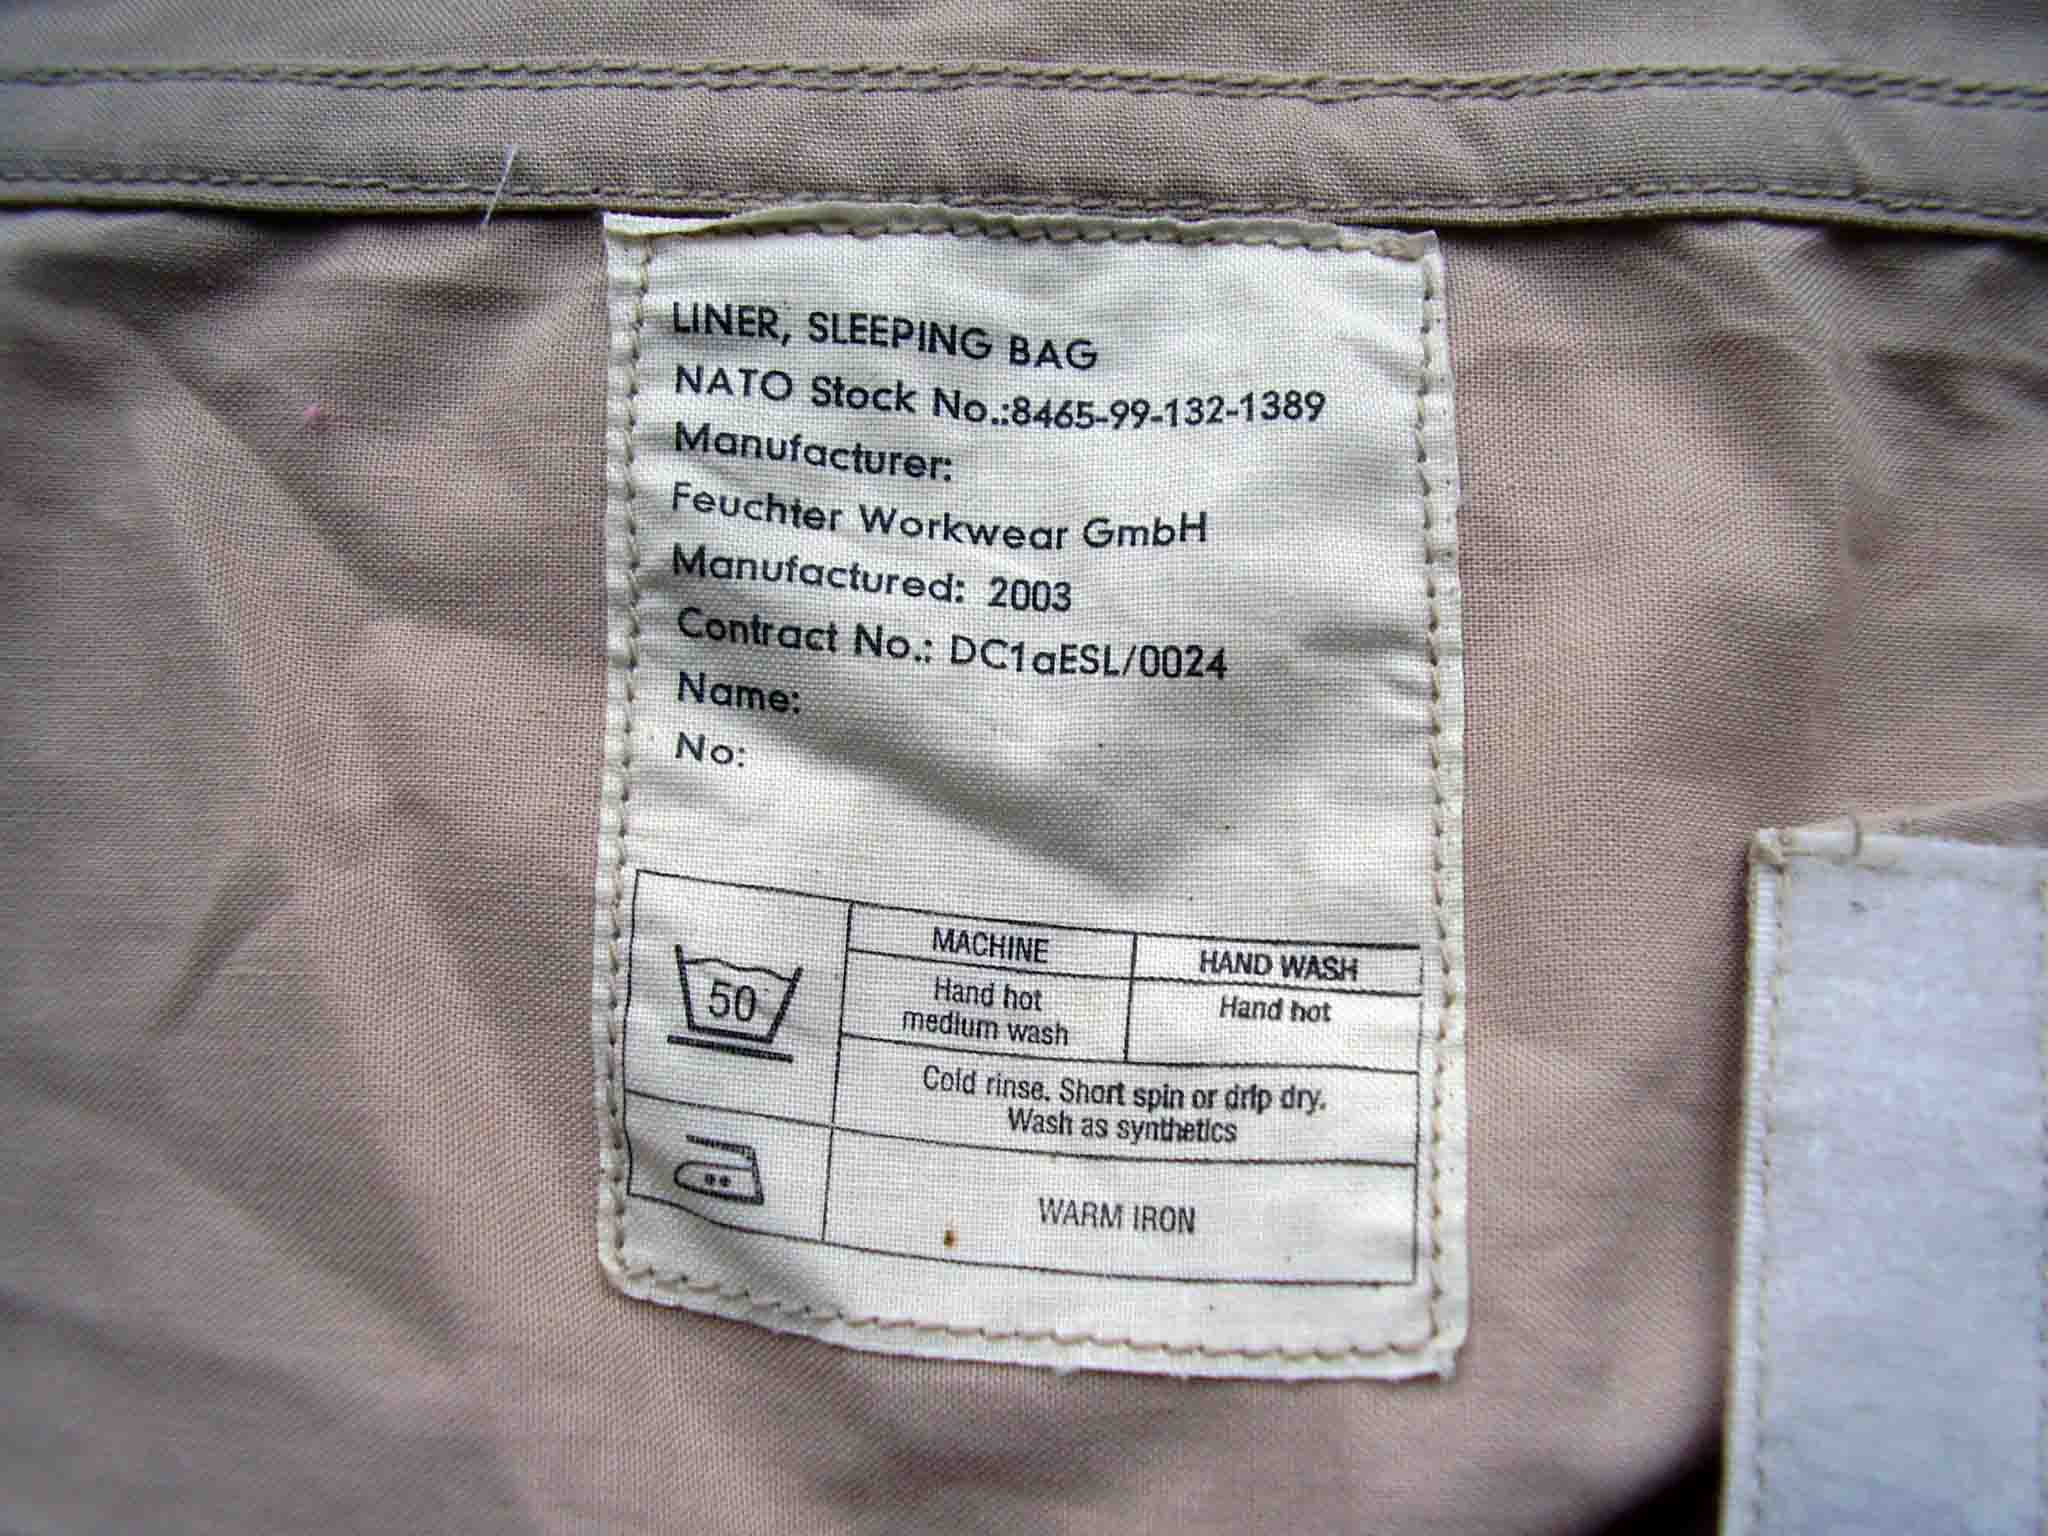 LINER, SLEEPING BAG
NATO Stock No.:8465-99-132-1389
Manufacturer:
Feuchter Workwear GmbH
Manufactured: 2003
Contract No.: DC1aESL/0024
Name:
No:
50
MACHINE
HAND WASH
Hand hot
medium wash
Hand hot
Cold rinse. Short spin or drip dry.
Wash as synthetics
WARM IRON